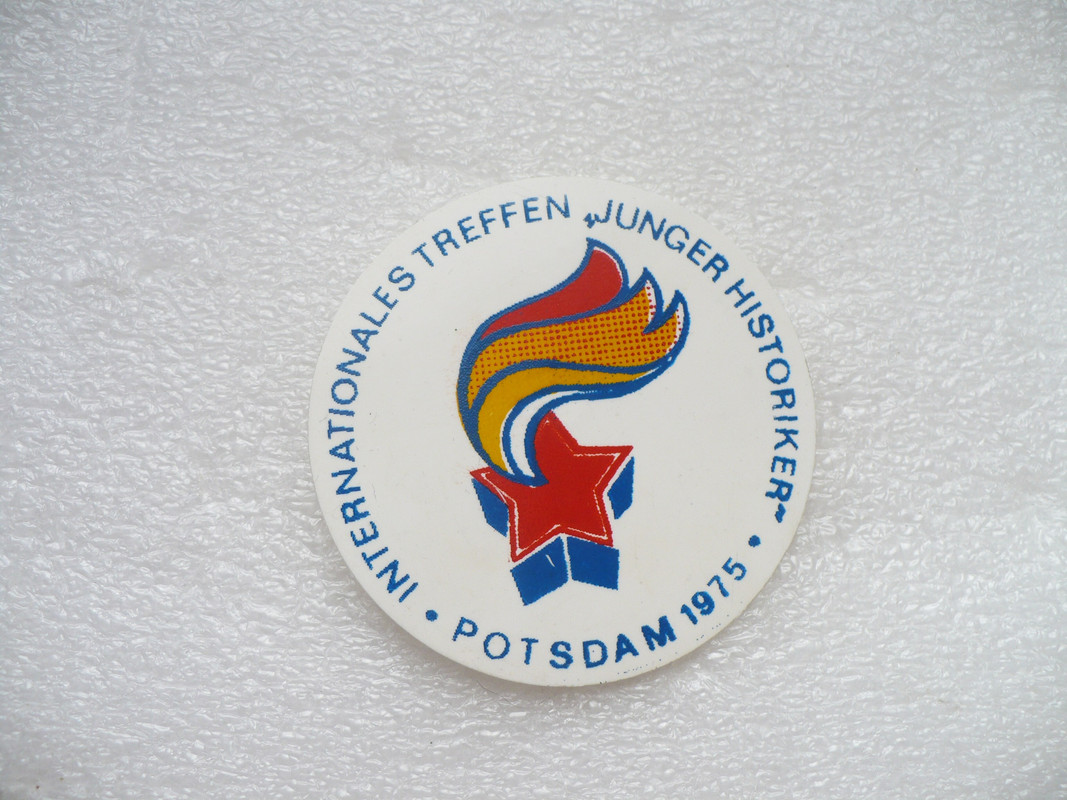 INTERNATIONALES TREFFEN „JUNGER HISTORIKER“
• POTSDAM 1975 •